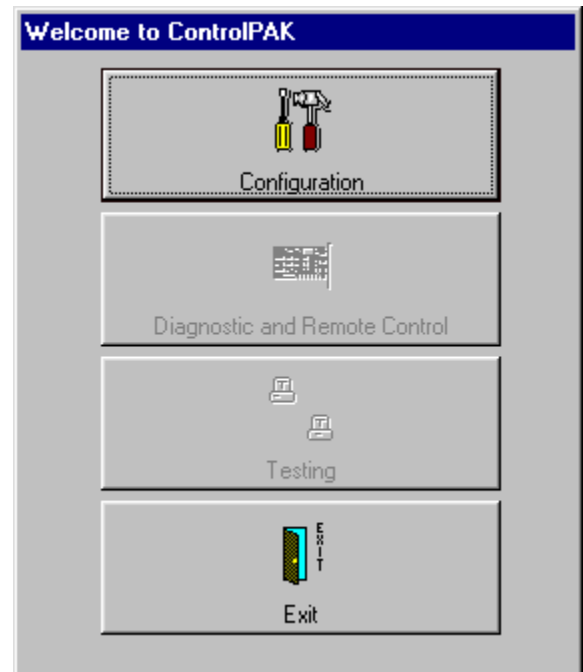 Welcome to ControlPAK
Configuration
Diagnostic and Remote Control
Testing
EXIT
Exit